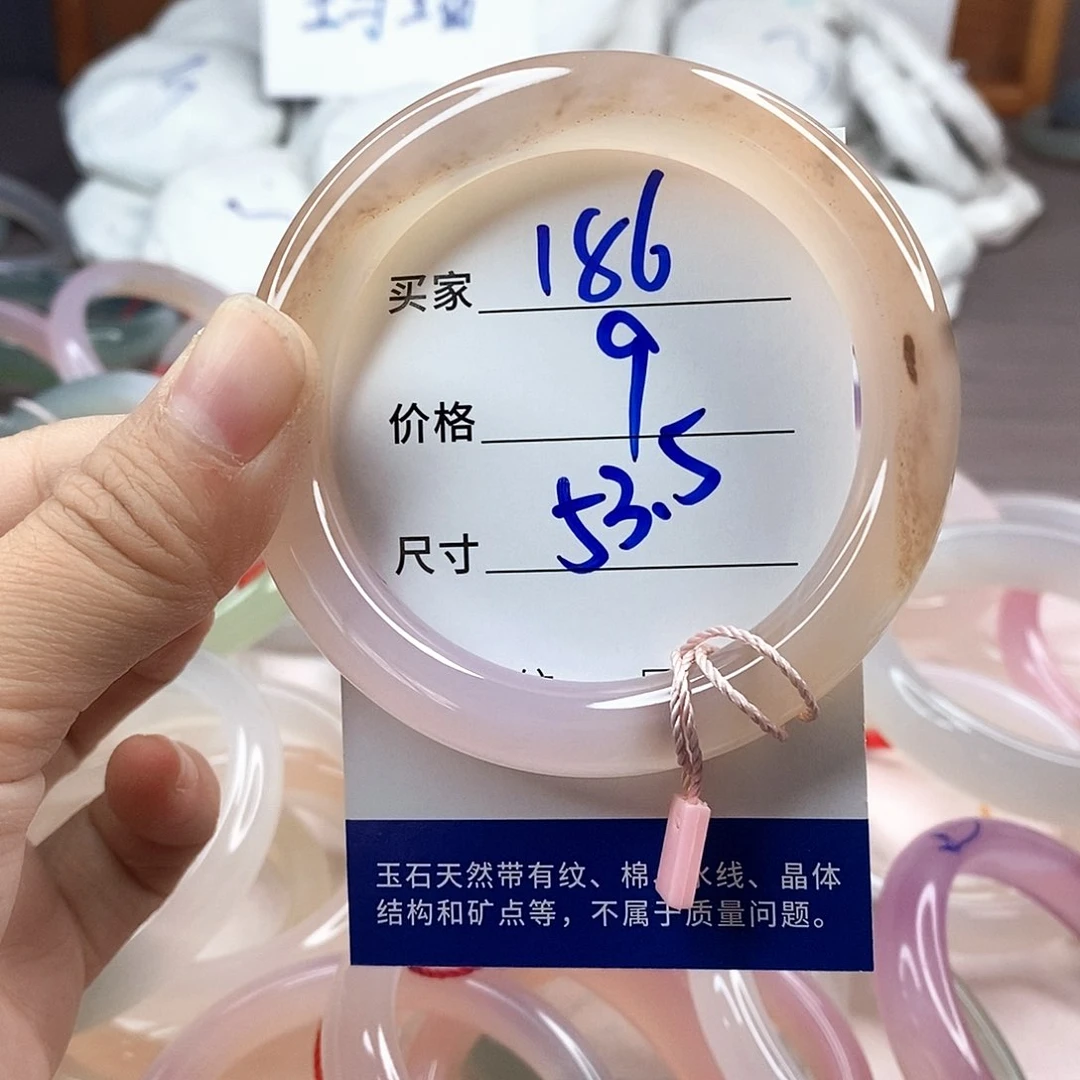 买家 186
价格 9
尺寸 53.5
玉石天然带有纹、棉、水线、晶体
结构和矿点等，不属于质量问题。